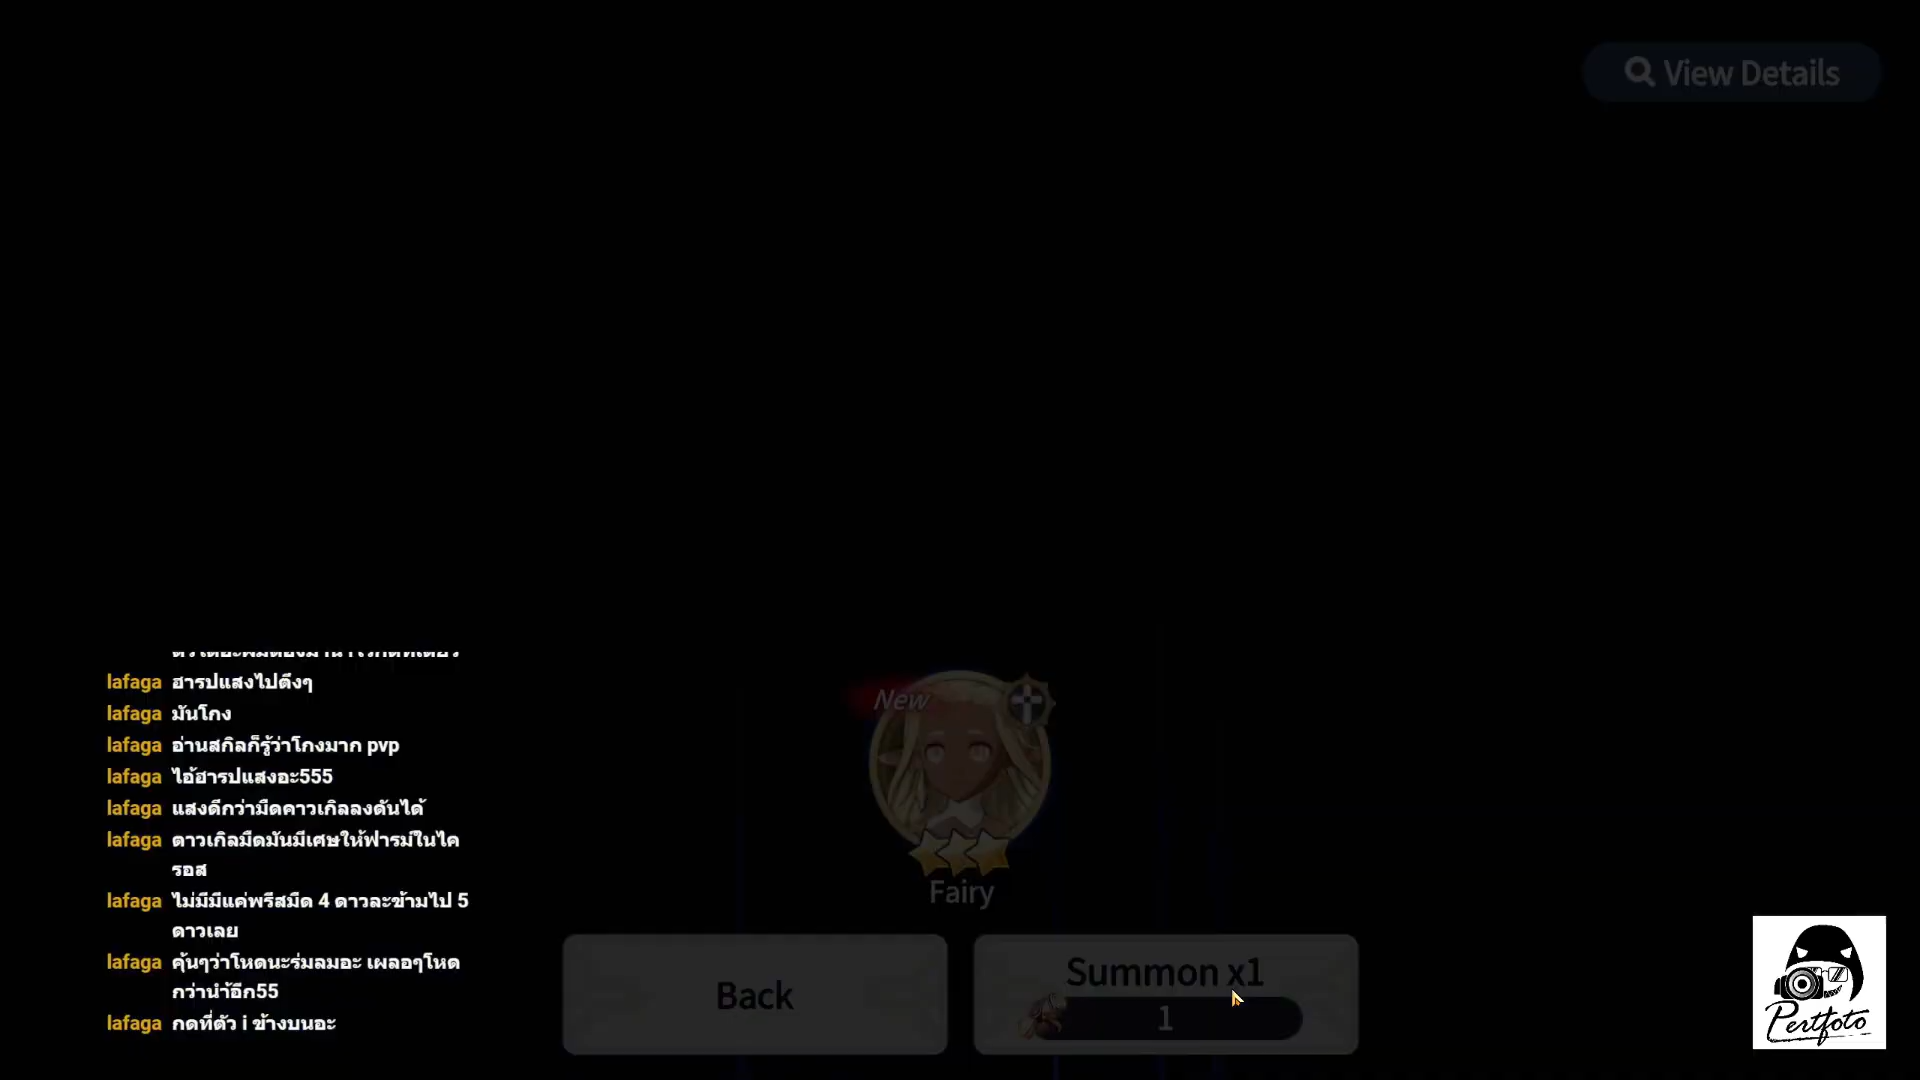 View Details
lafaga ฮารปแสงไปตึงๆ
lafaga มันโกง
lafaga อ่านสกิลก็รู้ว่าโกงมาก pvp
lafaga ไอ้ฮารปแสงอะ555
lafaga แสงดีกว่ามืดคาวเกิลลงตันได้
lafaga ดาวเกิลมืดมันมีเศษให้ฟารม์ในไค
รอส
lafaga ไม่มีมีแค่พรีสมืด 4 ดาวละข้ามไป 5
ดาวเลย
lafaga คุ้นๆว่าโหดนะร่มลมอะ เผลอๆโหด
กว่านำ้อีก55
lafaga กดที่ตัว i ข้างบนอะ
New
Fairy
Back
Summon x1
1
Pertfoto